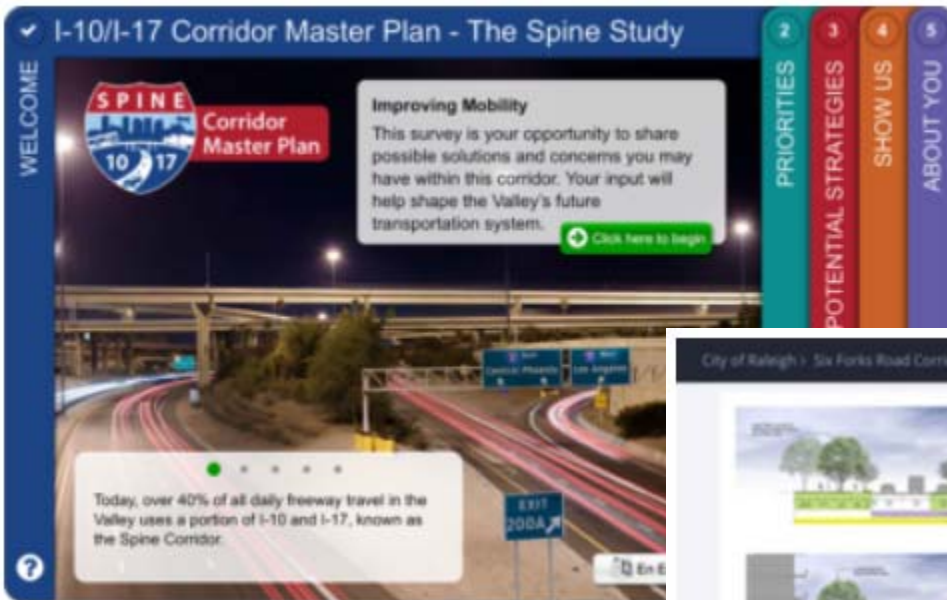 I-10/I-17 Corridor Master Plan - The Spine Study
WELCOME
SPINE
10 17
Corridor
Master Plan
Improving Mobility
This survey is your opportunity to share
possible solutions and concerns you may
have within this corridor. Your input will
help shape the Valley's future
transportation system.
Click here to begin
2
PRIORITIES
3
POTENTIAL STRATEGIES
4
SHOW US
5
ABOUT YOU
Central Phoenix
Los Angeles
EXIT
200A
Today, over 40% of all daily freeway travel in the
Valley uses a portion of I-10 and I-17, known as
the Spine Corridor.
?
En E
City of Raleigh > Six Forks Road Corr